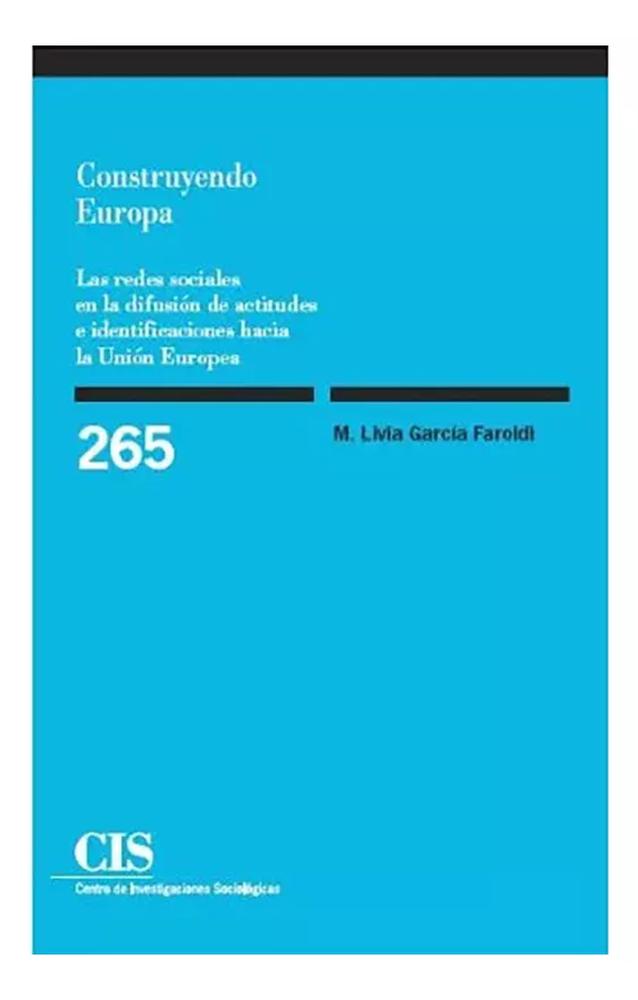 Construyendo
Europa
Las redes sociales
en la difusión de actitudes
e identificaciones hacia
la Unión Europea
265
M. Livia García Faroldi
CIS
Centro de Investigaciones Sociológicas